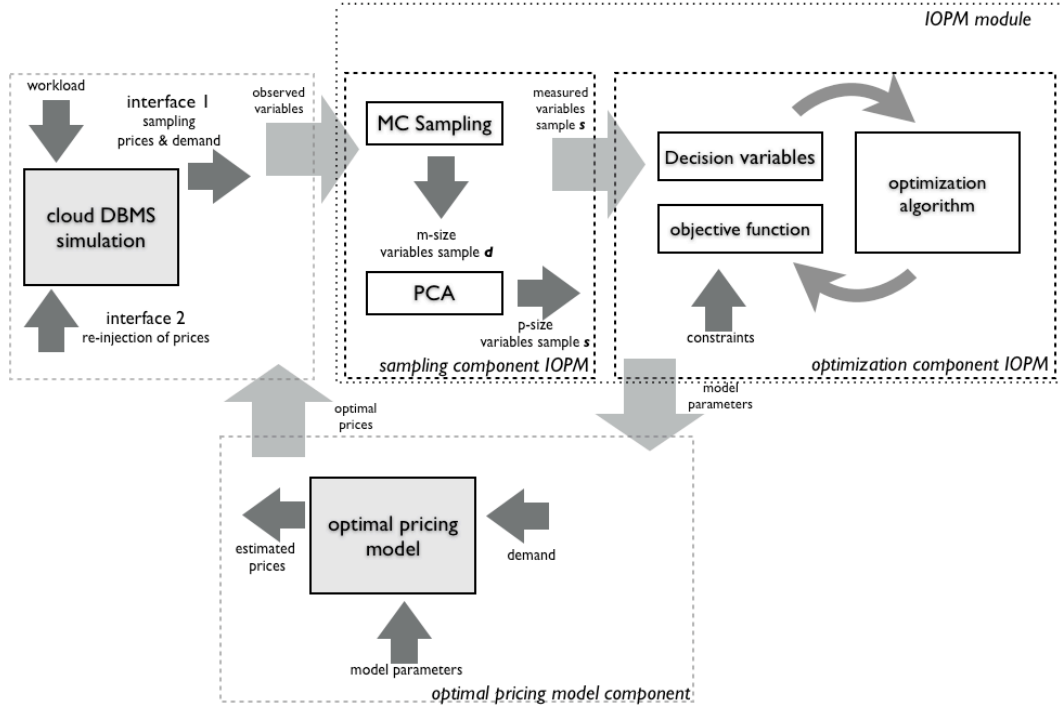 IOPM module
workload
interface 1
sampling
prices & demand
cloud DBMS
simulation
interface 2
re-injection of prices
observed
variables
MC Sampling
m-size
variables sample d
PCA
p-size
variables sample s
sampling component IOPM
measured
variables
sample s
Decision variables
objective function
optimization
algorithm
constraints
optimization component IOPM
model
parameters
optimal
prices
optimal pricing
model
estimated
prices
demand
model parameters
optimal pricing model component